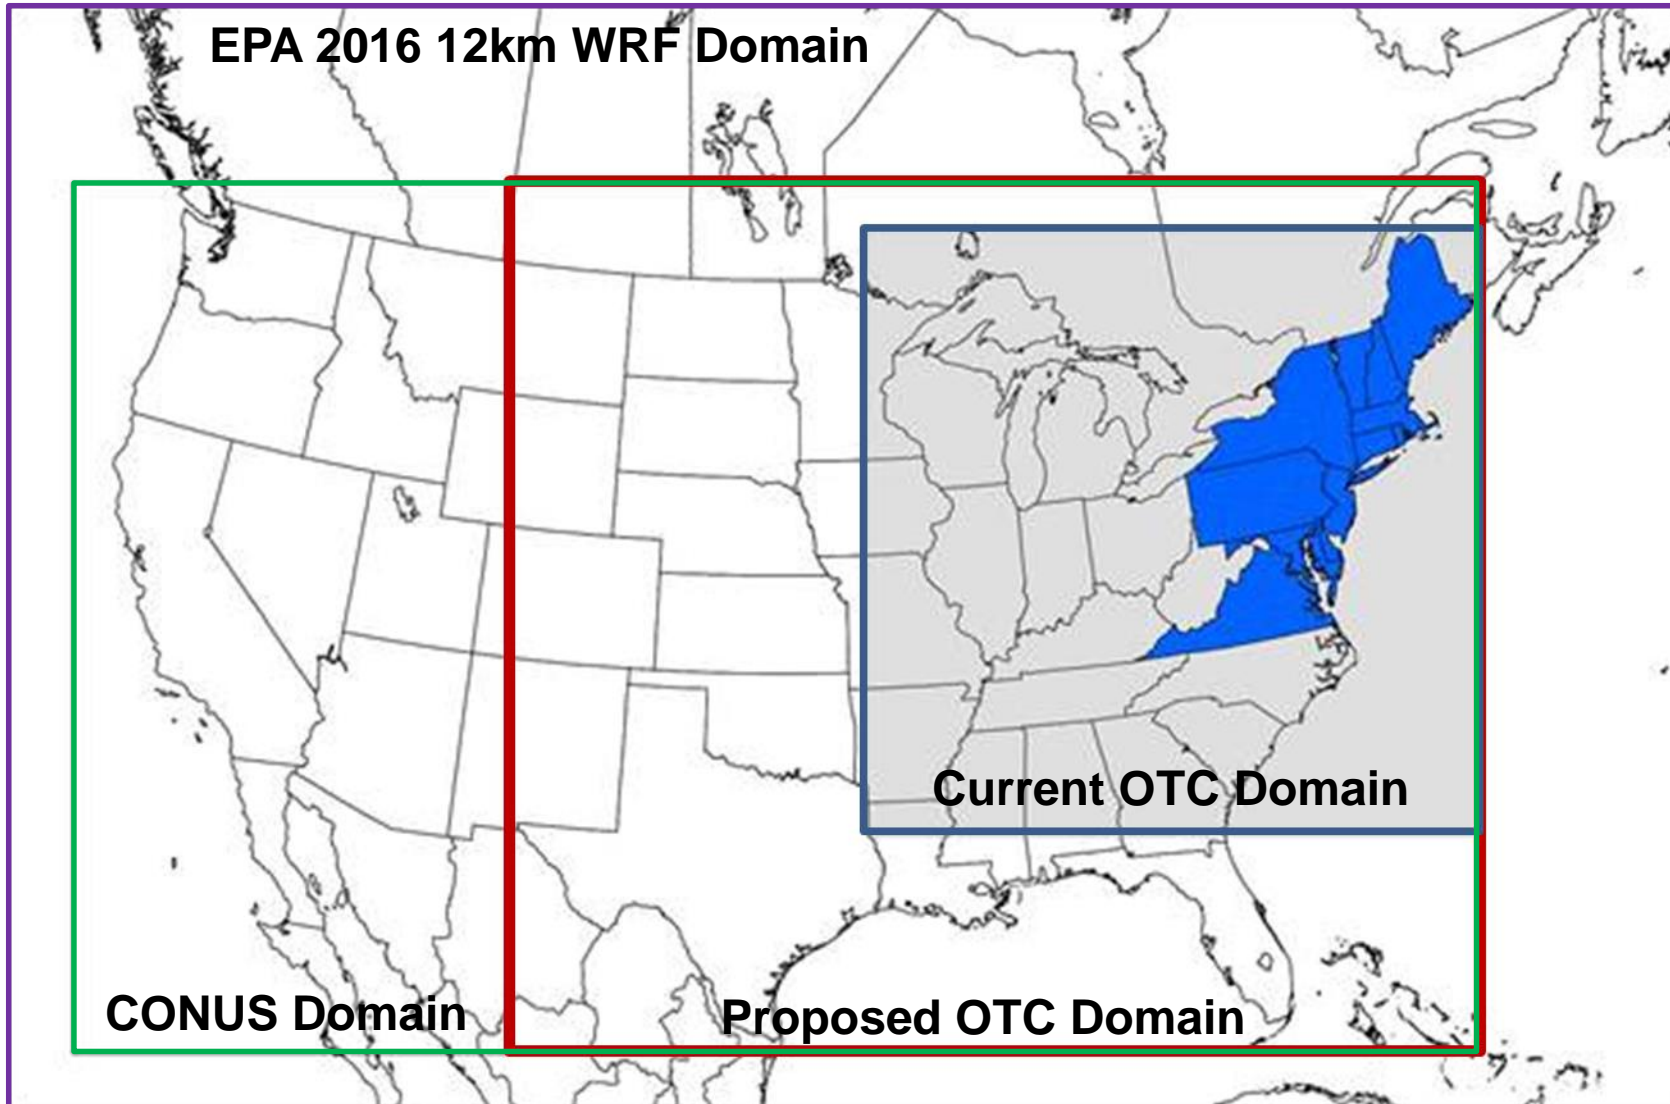 EPA 2016 12km WRF Domain
Current OTC Domain
CONUS Domain
Proposed OTC Domain